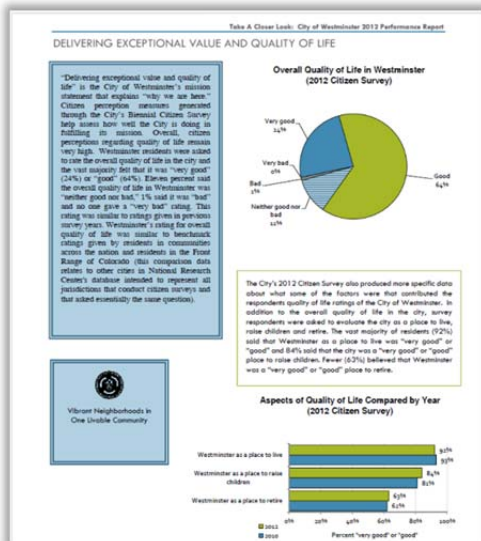 Take A Closer Look: City of Westminster 2012 Performance Report
DELIVERING EXCEPTIONAL VALUE AND QUALITY OF LIFE
"Delivering exceptional value and quality of
life" is the City of Westminster's mission
statement that explains "why we are here."
Citizen perception measures generated
through the City's Biennial Citizen Survey
help assess how well the City is doing in
fulfilling its mission. Overall, citizen
perceptions regarding quality of life remain
very high. Westminster residents were asked
to rate the overall quality of life in the city and
the vast majority felt that it was "very good"
(24%) or "good" (64%). Eleven percent said
the overall quality of life in Westminster was
"neither good nor bad," 1% said it was "bad"
and no one gave a "very bad" rating. This
rating was similar to ratings given in previous
survey years. Westminster's rating for overall
quality of life was similar to benchmark
ratings given by residents in communities
across the nation and residents in the Front
Range of Colorado (this comparison data
relates to other cities in National Research
Center's database intended to represent all
jurisdictions that conduct citizen surveys and
that asked essentially the same question).
Vibrant Neighborhoods in
One Livable Community
Overall Quality of Life in Westminster
(2012 Citizen Survey)
Very good
24%
Very bad
0%
Bad
1%
Neither good nor
bad
11%
Good
64%
The City's 2012 Citizen Survey also produced more specific data
about what some of the factors were that contributed the
respondents quality of life ratings of the City of Westminster. In
addition to the overall quality of life in the city, survey
respondents were asked to evaluate the city as a place to live,
raise children and retire. The vast majority of residents (92%)
said that Westminster as a place to live was "very good" or
"good" and 84% said that the city was a "very good" or "good"
place to raise children. Fewer (63%) believed that Westminster
was a "very good" or "good" place to retire.
Aspects of Quality of Life Compared by Year
(2012 Citizen Survey)
Westminster as a place to live
92%
93%
Westminster as a place to raise
children
84%
81%
Westminster as a place to retire
63%
62%
0% 20% 40% 60% 80% 100%
2012
2010
Percent "very good" or "good"